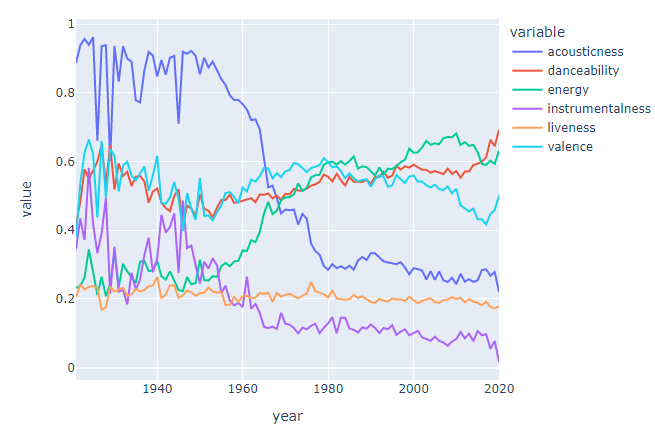 variable
acousticness
danceability
energy
instrumentalness
liveness
valence
1
0.8
0.6
0.4
0.2
0
value
1940
1960
1980
2000
2020
year